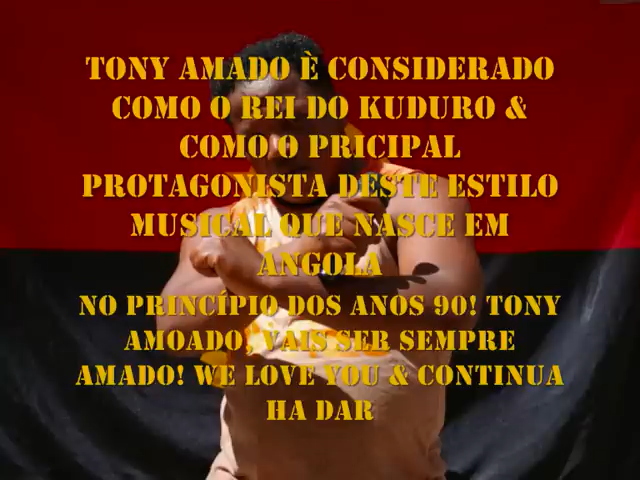 TONY AMADO È CONSIDERADO
COMO O REI DO KUDURO &
COMO O PRICIPAL
PROTAGONISTA DESTE ESTILO
MUSICAL QUE NASCE EM
ANGOLA
NO PRINCÍPIO DOS ANOS 90! TONY
AMOADO, VAIS SER SEMPRE
AMADO! WE LOVE YOU & CONTINUA
HA DAR